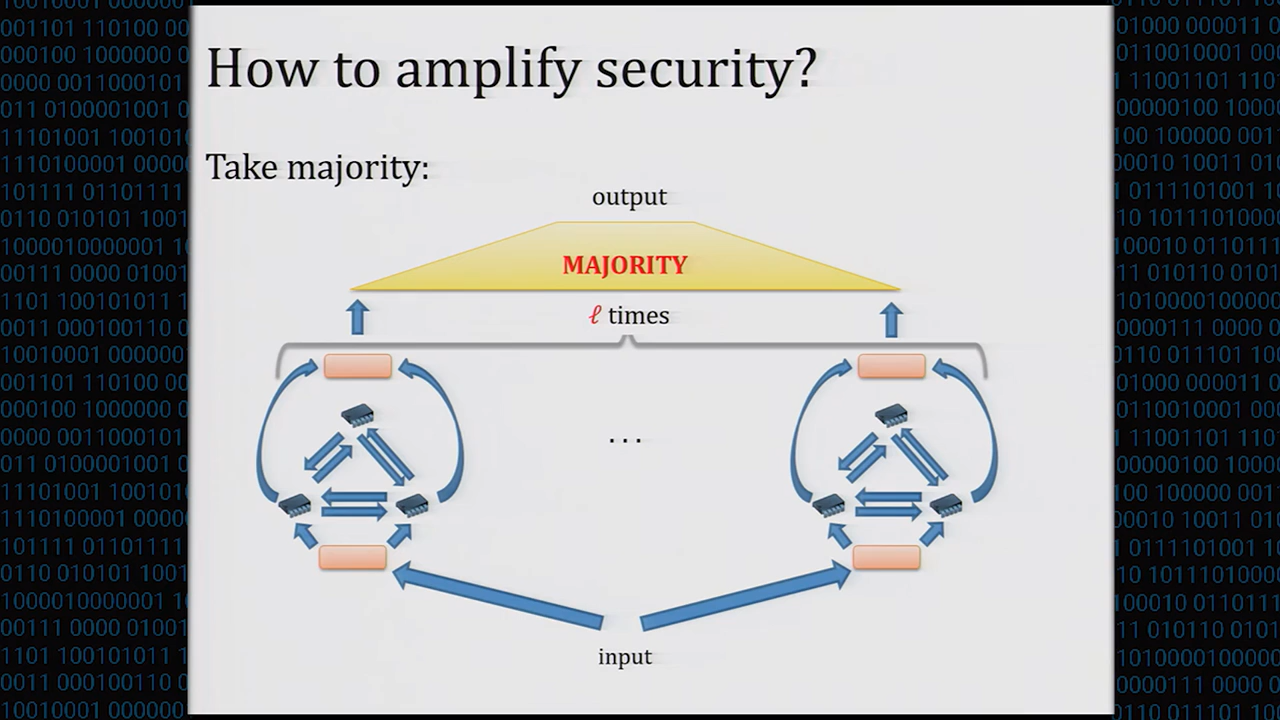 How to amplify security?
Take majority:
output
MAJORITY
ℓ times
...
input